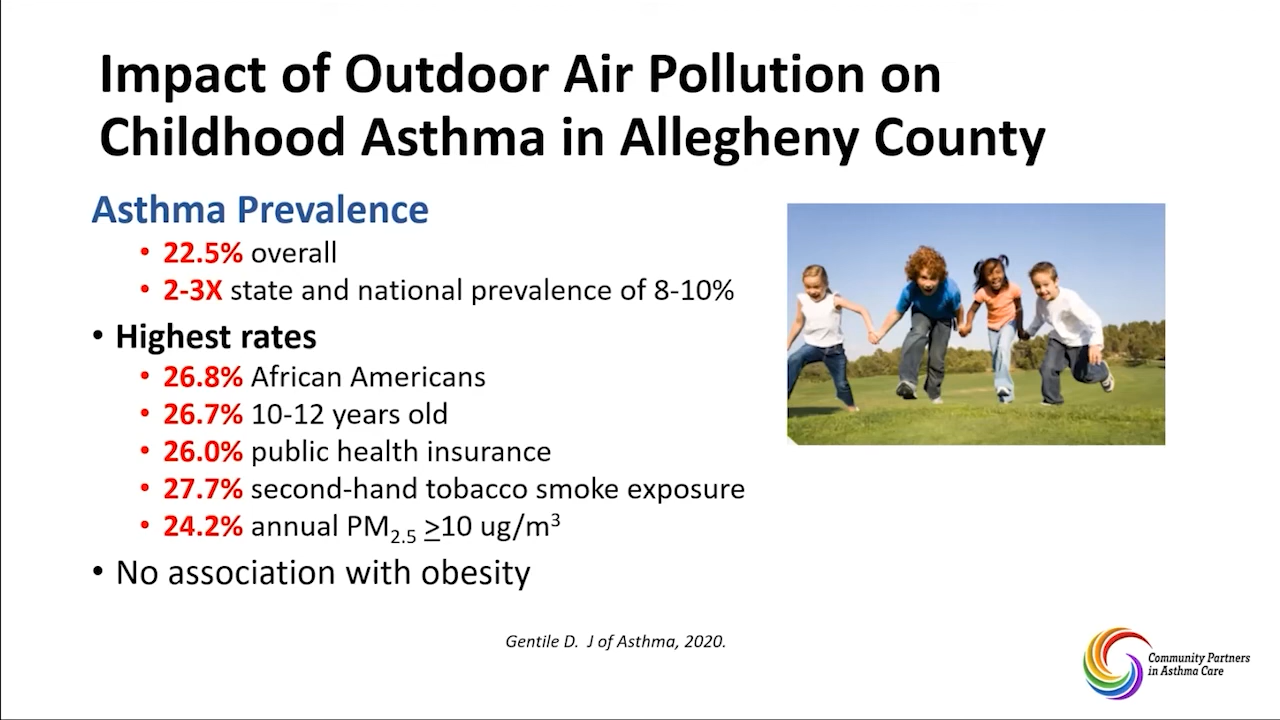 Impact of Outdoor Air Pollution on
Childhood Asthma in Allegheny County
Asthma Prevalence
• 22.5% overall
• 2-3X state and national prevalence of 8-10%
• Highest rates
• 26.8% African Americans
• 26.7% 10-12 years old
• 26.0% public health insurance
• 27.7% second-hand tobacco smoke exposure
• 24.2% annual PM₂.₅ ≥10 ug/m³
• No association with obesity
Gentile D. J of Asthma, 2020.
Community Partners
in Asthma Care